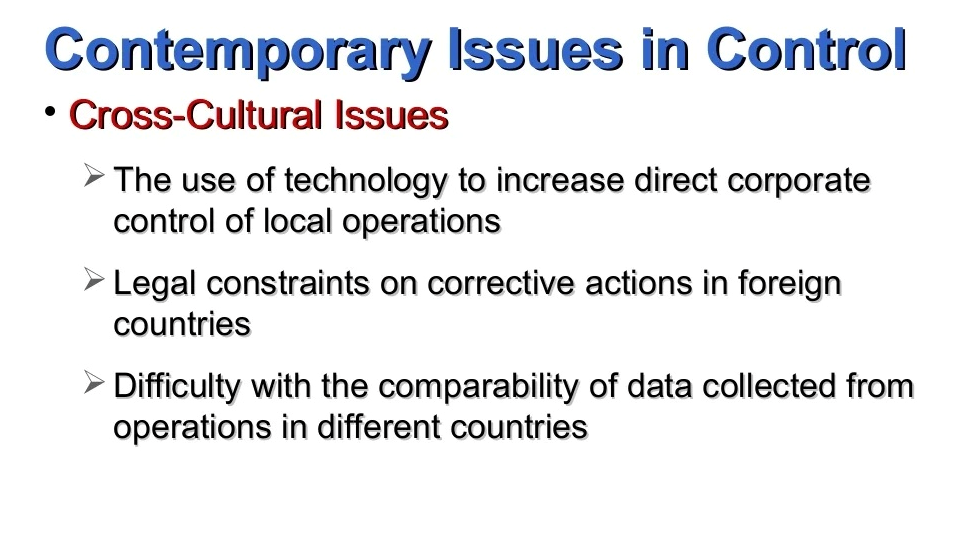 Contemporary Issues in Control
• Cross-Cultural Issues
➢ The use of technology to increase direct corporate
control of local operations
➢ Legal constraints on corrective actions in foreign
countries
➢ Difficulty with the comparability of data collected from
operations in different countries